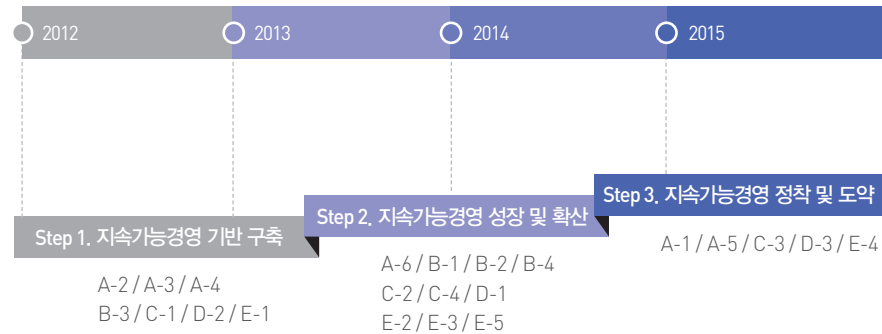 2012
2013
2014
2015
Step 1. 지속가능경영 기반 구축
A-2 / A-3 / A-4
B-3 / C-1 / D-2 / E-1
Step 2. 지속가능경영 성장 및 확산
A-6 / B-1 / B-2 / B-4
C-2 / C-4 / D-1
E-2 / E-3 / E-5
Step 3. 지속가능경영 정착 및 도약
A-1 / A-5 / C-3 / D-3 / E-4